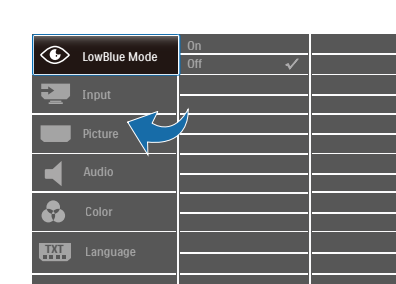 LowBlue Mode
On
Off
Input
Picture
Audio
Color
TXT
Language